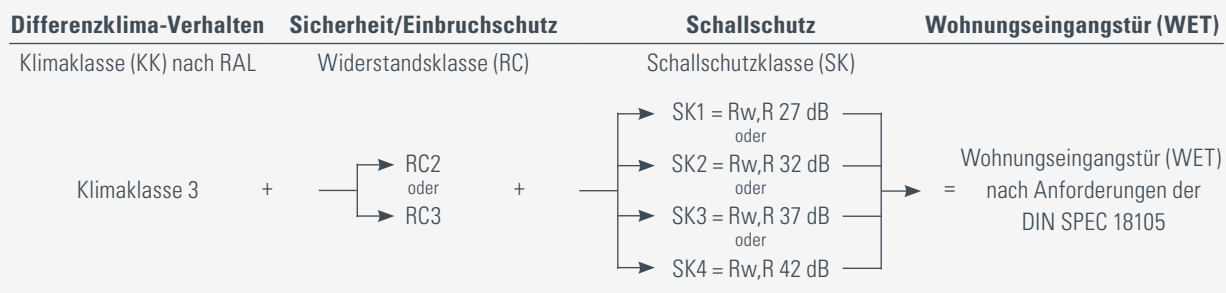 Differenzklima-Verhalten Sicherheit/Einbruchschutz Schallschutz Wohnungseingangstür (WET)
Klimaklasse (KK) nach RAL Widerstandsklasse (RC) Schallschutzklasse (SK)
Klimaklasse 3
+
RC2
oder
RC3
+
SK1 = Rw,R 27 dB
oder
SK2 = Rw,R 32 dB
oder
SK3 = Rw,R 37 dB
oder
SK4 = Rw,R 42 dB
=
Wohnungseingangstür (WET)
nach Anforderungen der
DIN SPEC 18105